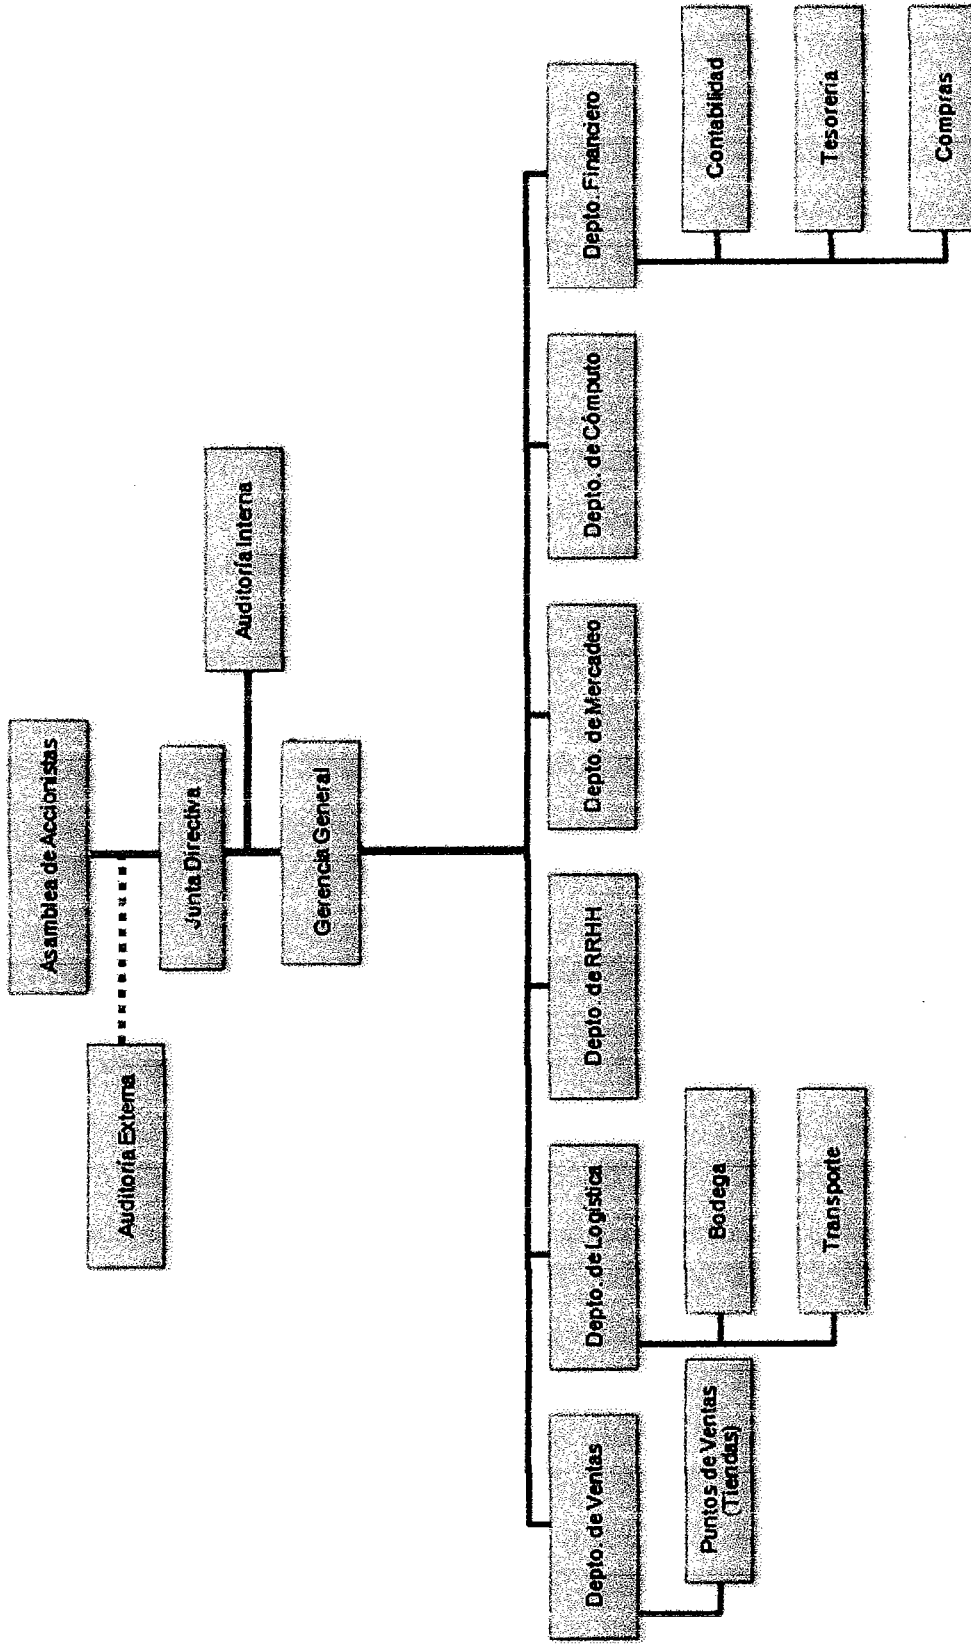 Asamblea de Accionistas
Auditoría Externa
Junta Directiva
Auditoría Interna
Gerencia General
Depto. de Ventas
Depto. de Logística
Depto. de RRHH
Depto. de Mercadeo
Depto. de Cómputo
Depto. Financiero
Puntos de Ventas
(Tiendas)
Bodega
Contabilidad
Transporte
Tesorería
Compras